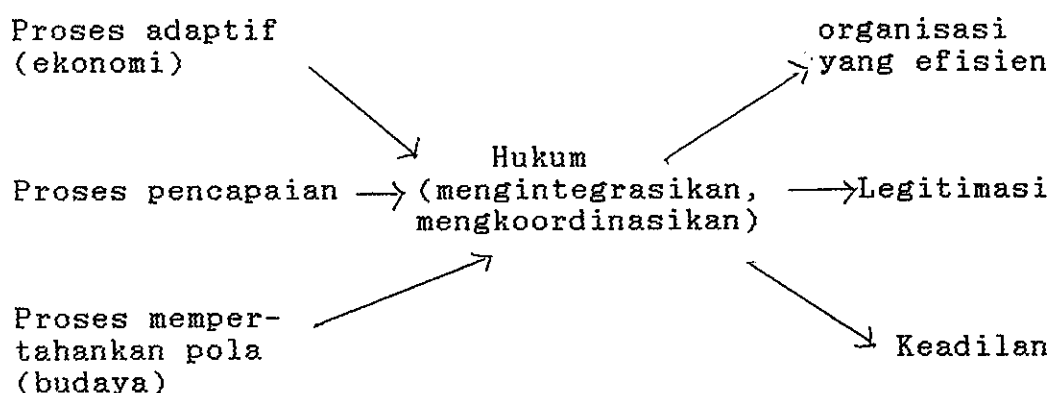 Proses adaptif
(ekonomi)
organisasi
yang efisien
Hukum
Proses pencapaian
(mengintegrasikan,
mengkoordinasikan)
Legitimasi
Proses memper-
tahankan pola
(budaya)
Keadilan